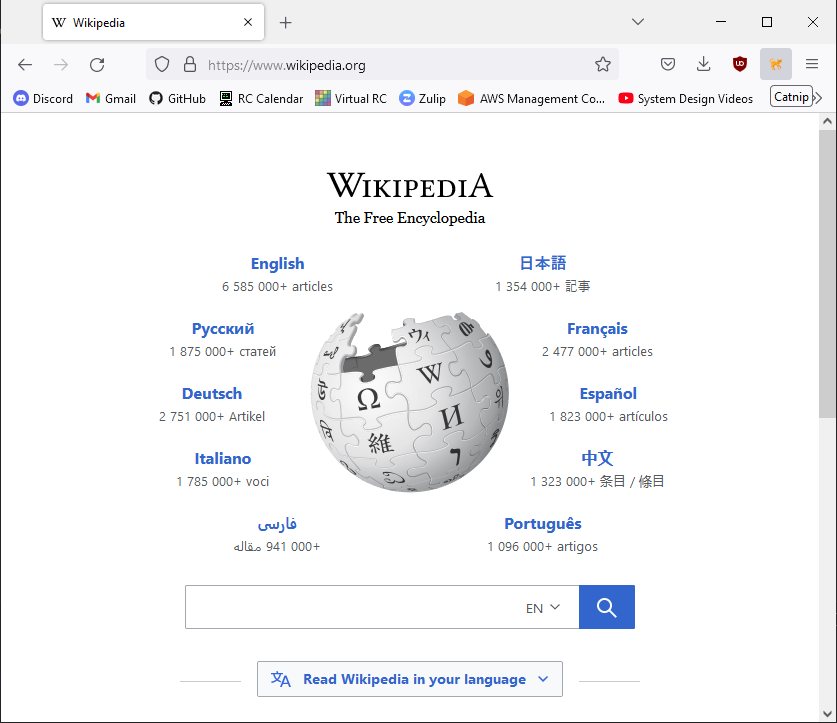 Wikipedia
https://www.wikipedia.org
Discord Gmail GitHub RC Calendar Virtual RC Zulip AWS Management Co... System Design Videos Catnip
WIKIPEDIA
The Free Encyclopedia
English
6 585 000+ articles
日本語
1 354 000+ 記事
Русский
1 875 000+ статей
Français
2 477 000+ articles
Deutsch
2 751 000+ Artikel
Español
1 823 000+ artículos
Italiano
1 785 000+ voci
中文
1 323 000+ 条目 / 條目
فارسی
941 000+ مقاله
Português
1 096 000+ artigos
Ω W И 維 ウィ
EN
Read Wikipedia in your language